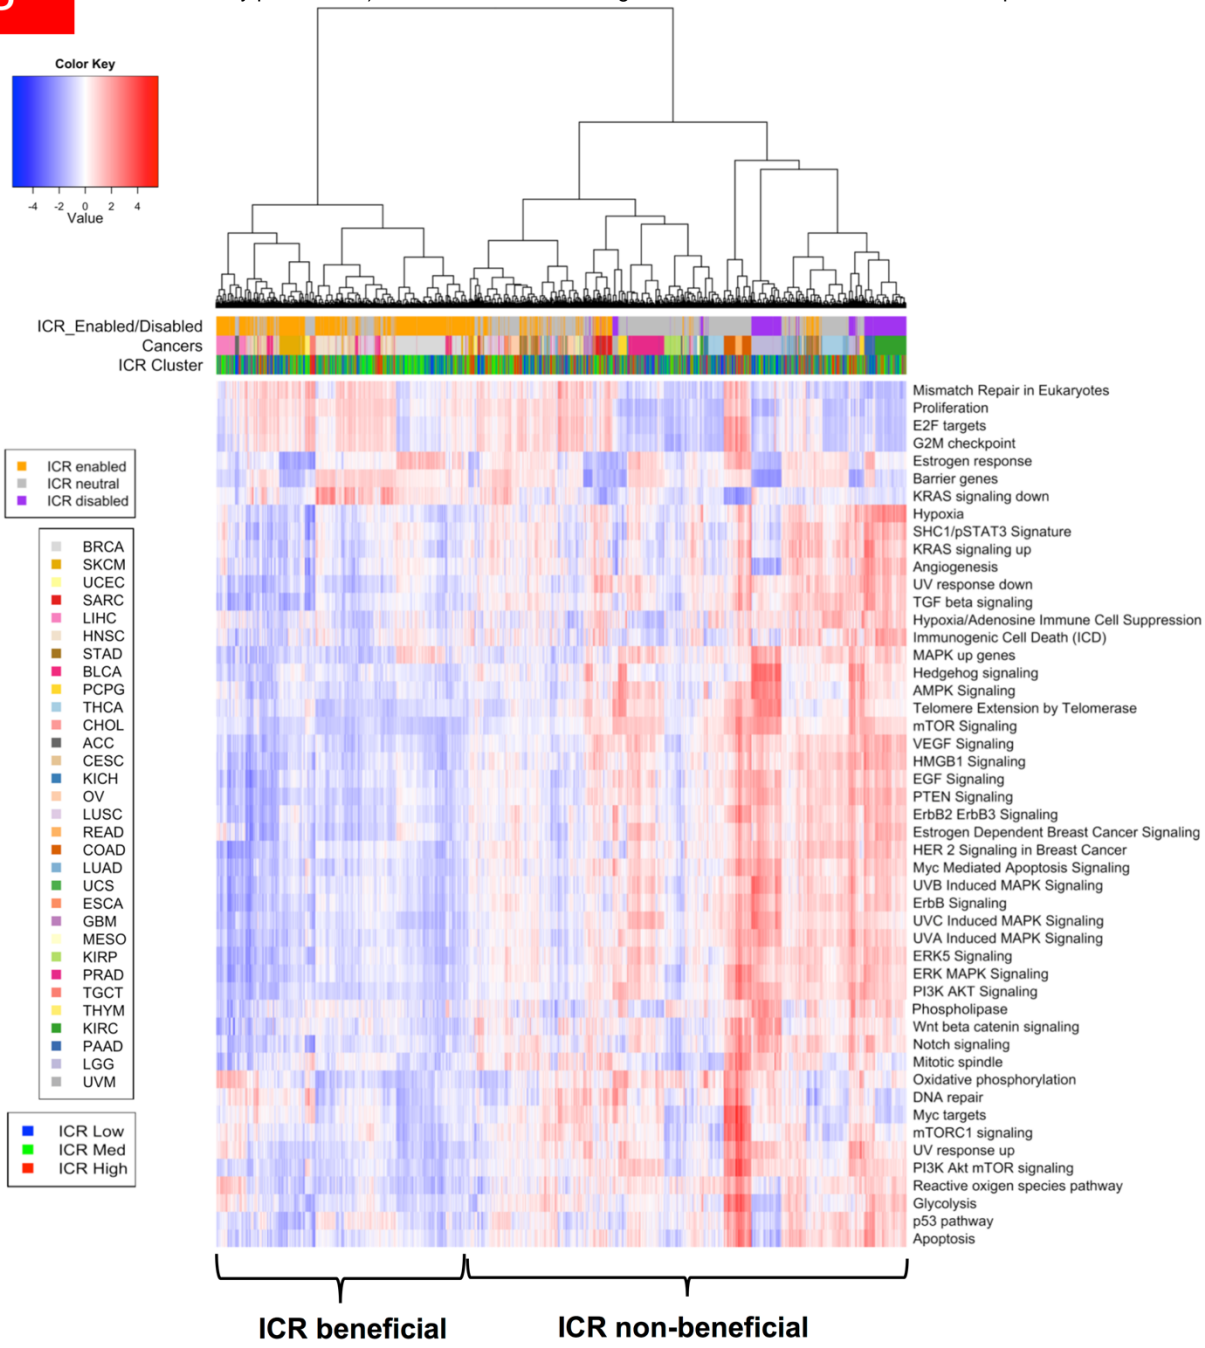 Color Key
-4 -2 0 2 4
Value
ICR_Enabled/Disabled
Cancers
ICR Cluster
ICR enabled
ICR neutral
ICR disabled
BRCA
SKCM
UCEC
SARC
LIHC
HNSC
STAD
BLCA
PCPG
THCA
CHOL
ACC
CESC
KICH
OV
LUSC
READ
COAD
LUAD
UCS
ESCA
GBM
MESO
KIRP
PRAD
TGCT
THYM
KIRC
PAAD
LGG
UVM
ICR Low
ICR Med
ICR High
Mismatch Repair in Eukaryotes
Proliferation
E2F targets
G2M checkpoint
Estrogen response
Barrier genes
KRAS signaling down
Hypoxia
SHC1/pSTAT3 Signature
KRAS signaling up
Angiogenesis
UV response down
TGF beta signaling
Hypoxia/Adenosine Immune Cell Suppression
Immunogenic Cell Death (ICD)
MAPK up genes
Hedgehog signaling
AMPK Signaling
Telomere Extension by Telomerase
mTOR Signaling
VEGF Signaling
HMGB1 Signaling
EGF Signaling
PTEN Signaling
ErbB2 ErbB3 Signaling
Estrogen Dependent Breast Cancer Signaling
HER 2 Signaling in Breast Cancer
Myc Mediated Apoptosis Signaling
UVB Induced MAPK Signaling
ErbB Signaling
UVC Induced MAPK Signaling
UVA Induced MAPK Signaling
ERK5 Signaling
ERK MAPK Signaling
PI3K AKT Signaling
Phospholipase
Wnt beta catenin signaling
Notch signaling
Mitotic spindle
Oxidative phosphorylation
DNA repair
Myc targets
mTORC1 signaling
UV response up
PI3K Akt mTOR signaling
Reactive oxigen species pathway
Glycolysis
p53 pathway
Apoptosis
ICR beneficial
ICR non-beneficial